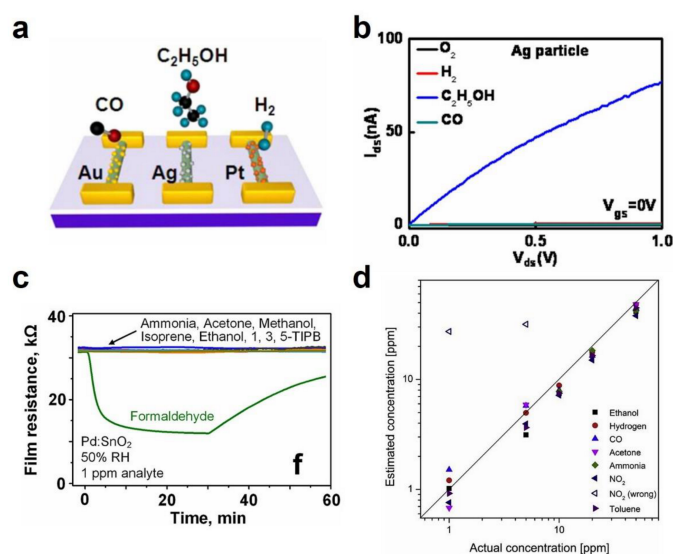 a
C₂H₅OH
CO
H₂
Au
Ag
Pt
b
100
50
0
Ids(nA)
Ag particle
O₂
H₂
C₂H₅OH
CO
Vgs=0V
0.0
0.5
1.0
Vds(V)
c
40
30
20
10
0
Film resistance, kΩ
Ammonia, Acetone, Methanol,
Isoprene, Ethanol, 1, 3, 5-TIPB
Formaldehyde
Pd:SnO₂
50% RH
1 ppm analyte
f
0
20
40
60
Time, min
d
Estimated concentration [ppm]
10
1
Ethanol
Hydrogen
CO
Acetone
Ammonia
NO₂
NO₂ (wrong)
Toluene
1
10
Actual concentration [ppm]